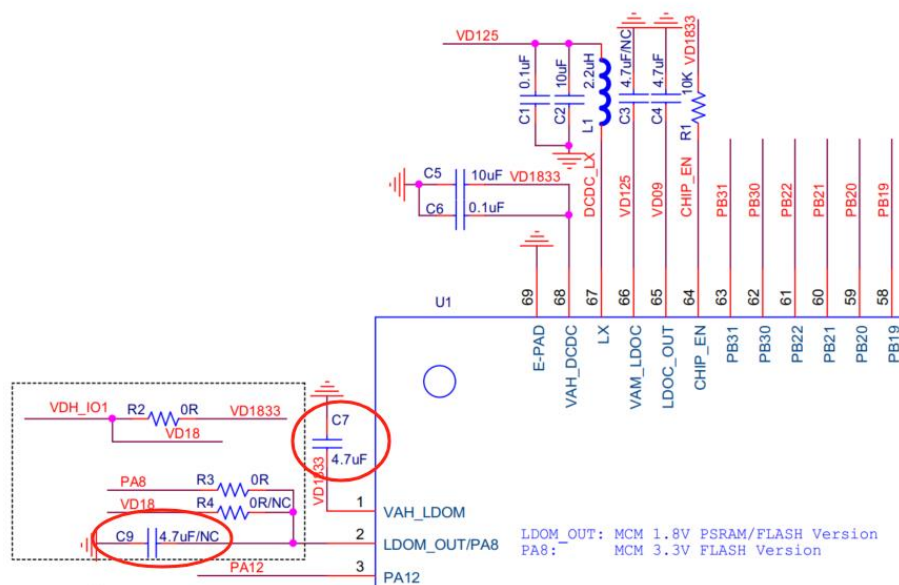 VD125
VD1833
0.1uF
10uF
2.2uH
4.7uF/NC
4.7uF
10K
C1
C2
L1
C3
C4
R1
C5
10uF
VD1833
C6
0.1uF
DCDC_LX
VD125
VD09
CHIP_EN
PB31
PB30
PB22
PB21
PB20
PB19
69
68
67
66
65
64
63
62
61
60
59
58
U1
E-PAD
VAH_DCDC
LX
VAM_LDOC
LDOC_OUT
CHIP_EN
PB31
PB30
PB22
PB21
PB20
PB19
VDH_IO1
R2
0R
VD1833
VD18
C7
4.7uF
VD1833
PA8
R3
0R
VD18
R4
0R/NC
C9
4.7uF/NC
PA12
1
VAH_LDOM
2
LDOM_OUT/PA8
3
PA12
LDOM_OUT: MCM 1.8V PSRAM/FLASH Version
PA8: MCM 3.3V FLASH Version